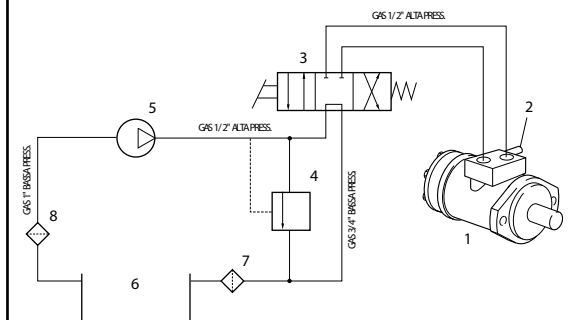 GAS 1/2" ALTA PRESS.
3
2
5
GAS 1/2" ALTA PRESS.
4
GAS 1" BASSA PRESS.
GAS 3/4" BASSA PRESS.
8
1
7
6